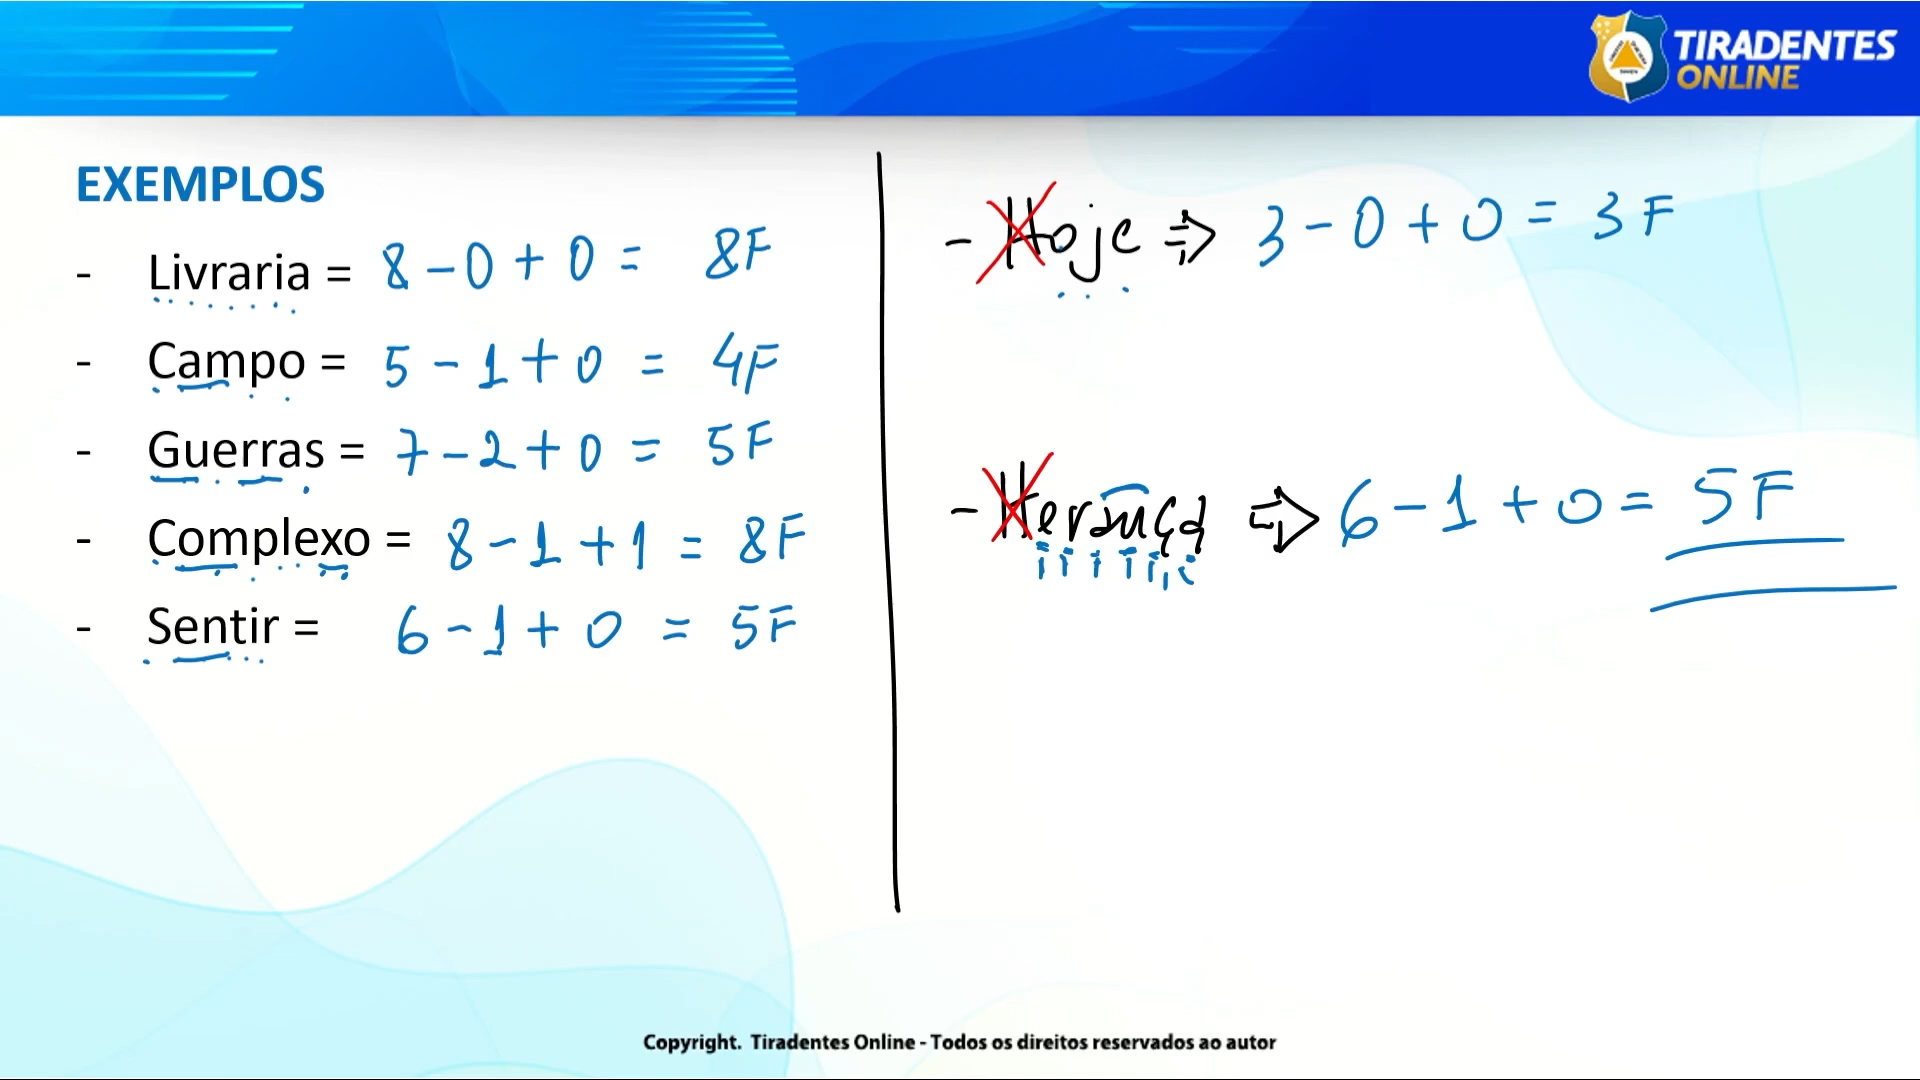 TIRADENTES
ONLINE
EXEMPLOS
- Livraria = 8 - 0 + 0 = 8F
- Campo = 5 - 1 + 0 = 4F
- Guerras = 7 - 2 + 0 = 5F
- Complexo = 8 - 1 + 1 = 8F
- Sentir = 6 - 1 + 0 = 5F
- Hoje ⇒ 3 - 0 + 0 = 3F
- Herança ⇒ 6 - 1 + 0 = 5F
Copyright. Tiradentes Online - Todos os direitos reservados ao autor